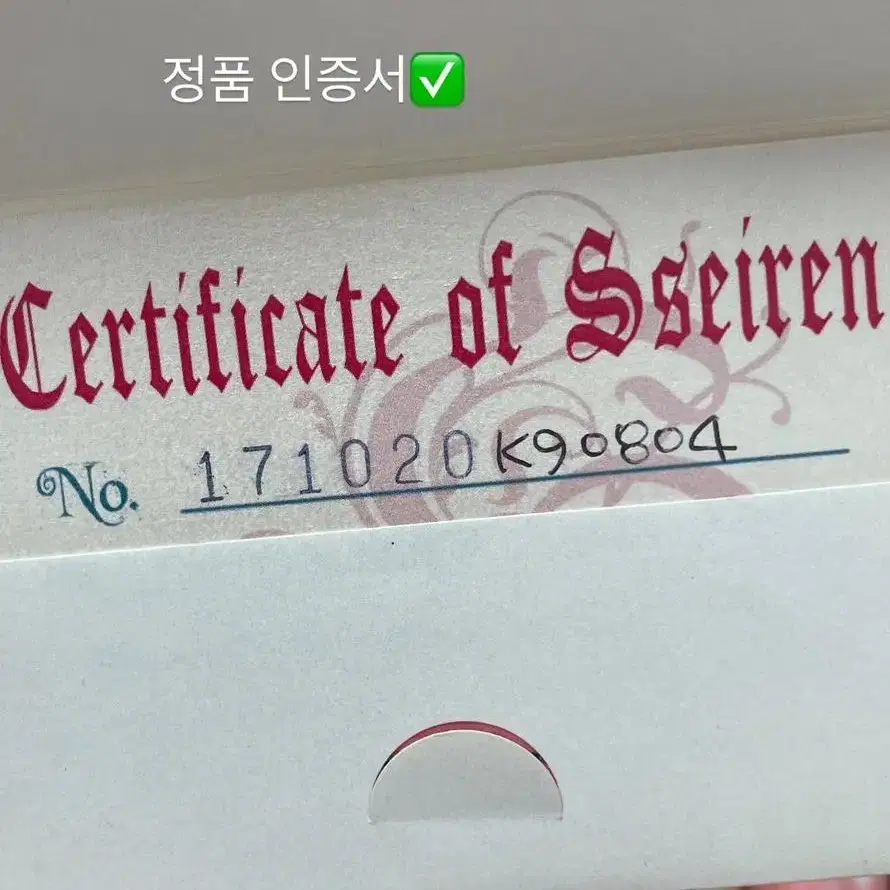 정품 인증서✅
Certificate of Sseiren
No. 171020K90804